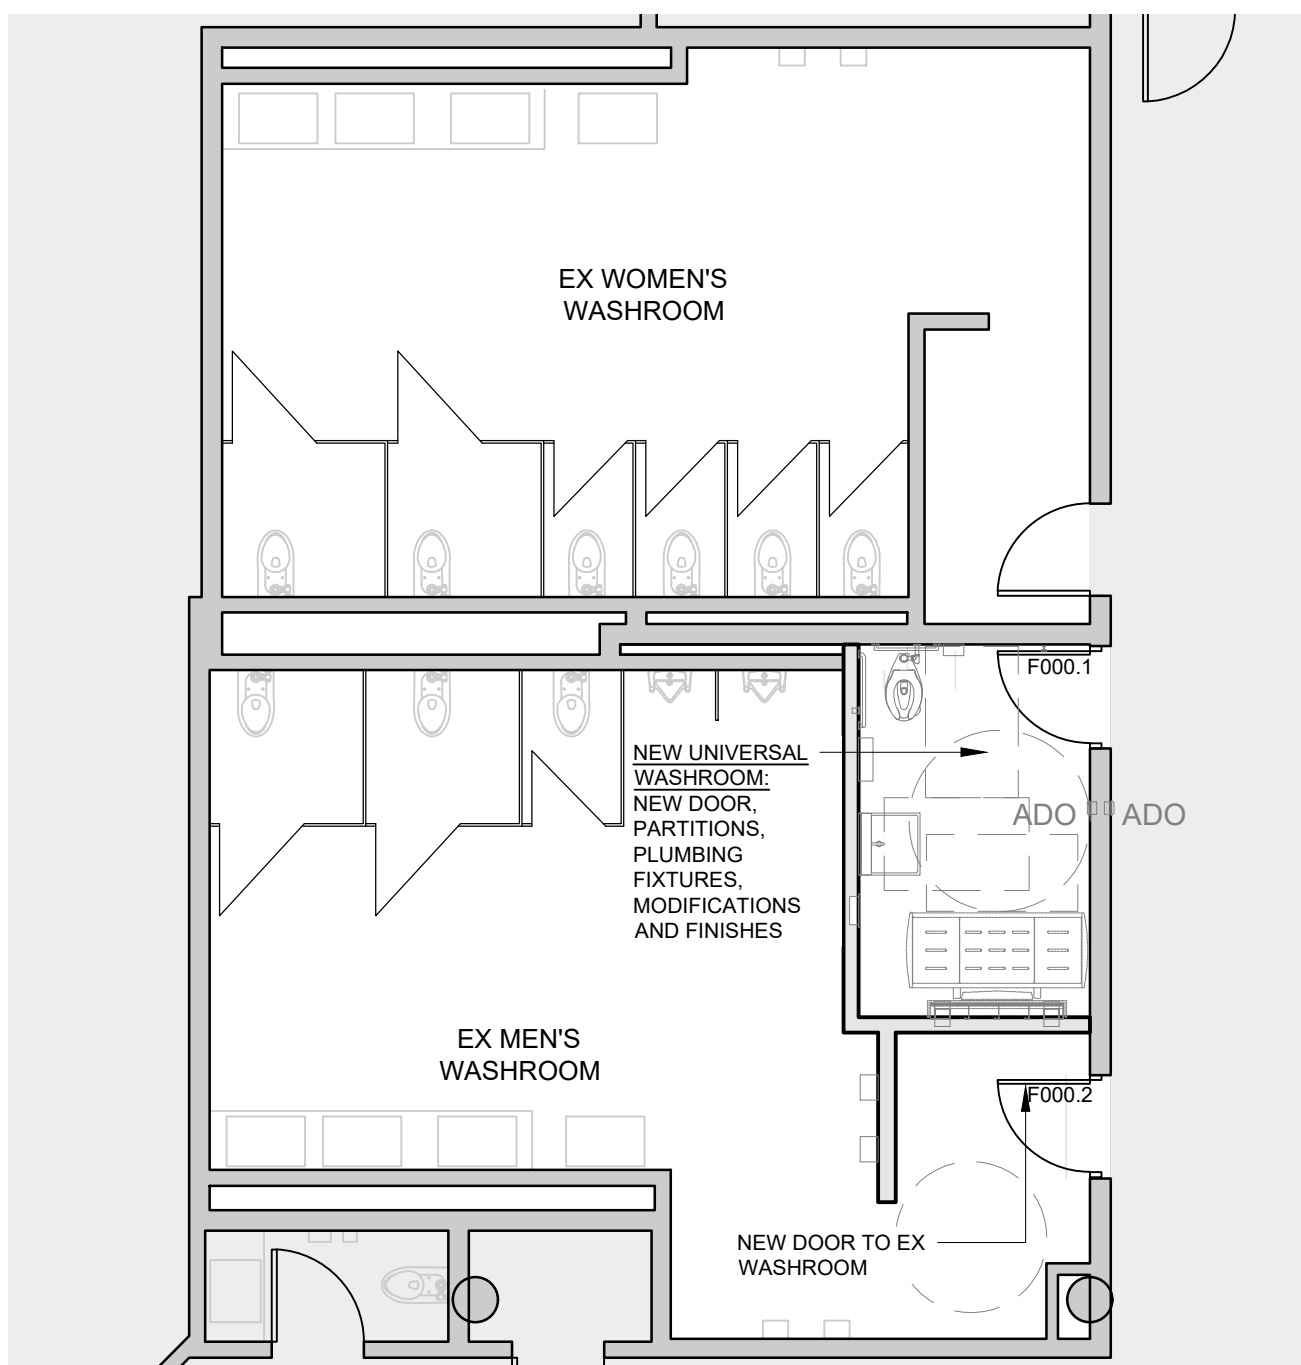 EX WOMEN'S
WASHROOM
F000.1
NEW UNIVERSAL
WASHROOM:
NEW DOOR,
PARTITIONS,
PLUMBING
FIXTURES,
MODIFICATIONS
AND FINISHES
ADO
ADO
EX MEN'S
WASHROOM
F000.2
NEW DOOR TO EX
WASHROOM